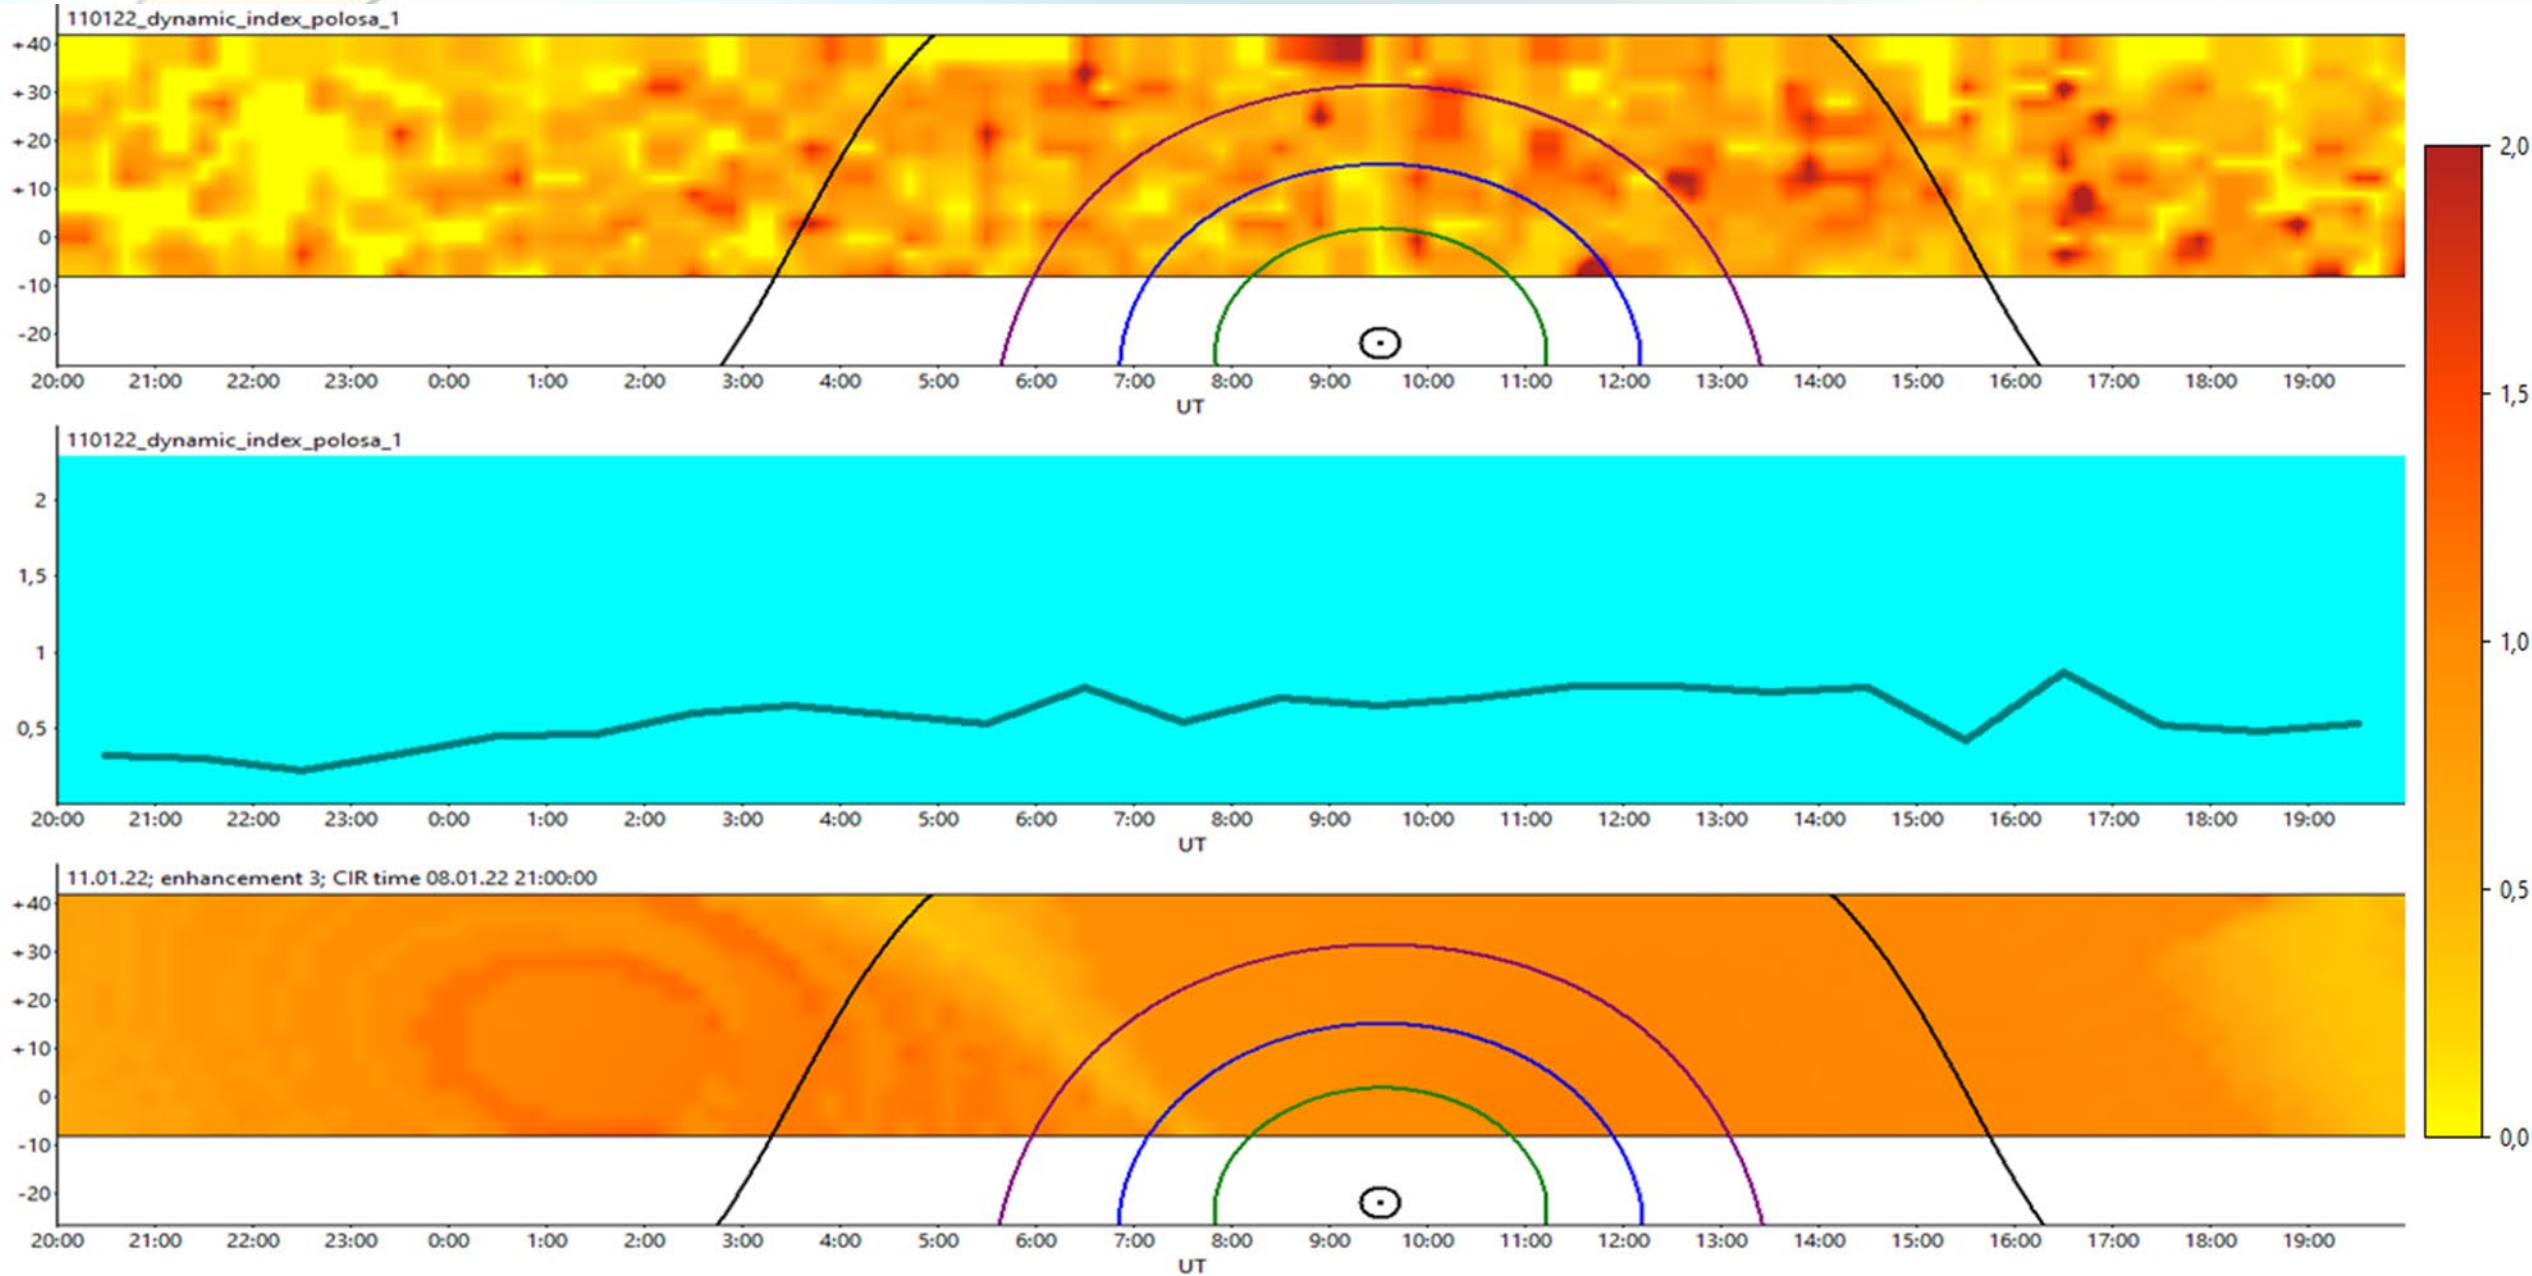 110122_dynamic_index_polosa_1
+40
+30
+20
+10
0
-10
-20
20:00 21:00 22:00 23:00 0:00 1:00 2:00 3:00 4:00 5:00 6:00 7:00 8:00 9:00 10:00 11:00 12:00 13:00 14:00 15:00 16:00 17:00 18:00 19:00
UT
110122_dynamic_index_polosa_1
2
1,5
1
0,5
20:00 21:00 22:00 23:00 0:00 1:00 2:00 3:00 4:00 5:00 6:00 7:00 8:00 9:00 10:00 11:00 12:00 13:00 14:00 15:00 16:00 17:00 18:00 19:00
UT
11.01.22; enhancement 3; CIR time 08.01.22 21:00:00
+40
+30
+20
+10
0
-10
-20
20:00 21:00 22:00 23:00 0:00 1:00 2:00 3:00 4:00 5:00 6:00 7:00 8:00 9:00 10:00 11:00 12:00 13:00 14:00 15:00 16:00 17:00 18:00 19:00
UT
2,0
1,5
1,0
0,5
0,0